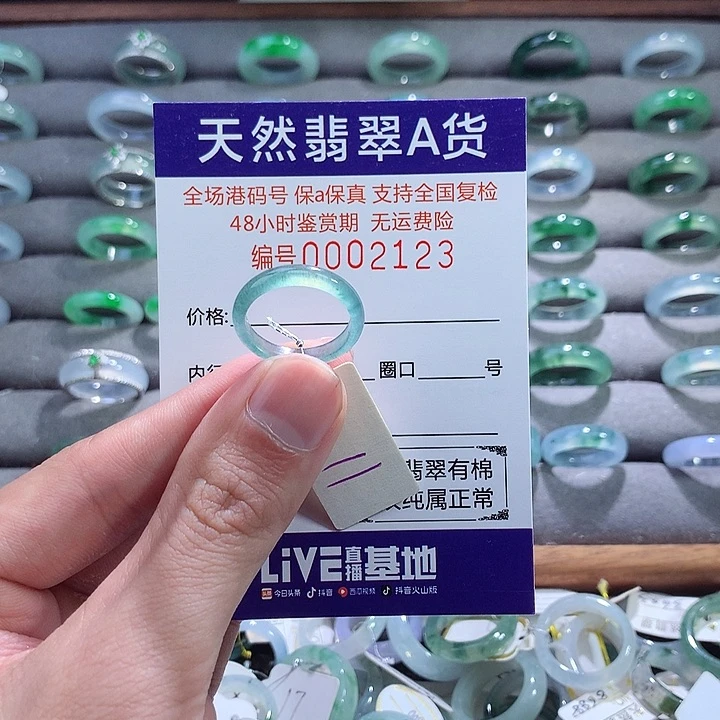 天然翡翠A货
全场港码号 保a保真 支持全国复检
48小时鉴赏期 无运费险
编号0002123
价格:
内 圈口 号
翡翠有棉
纯属正常
LiVE直播基地
今日头条 抖音 西瓜视频 抖音火山版
17